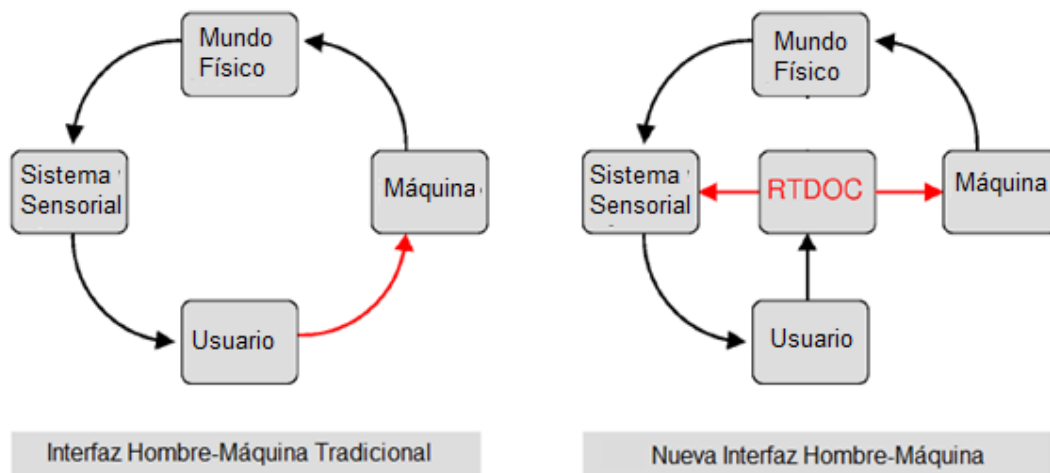 Mundo
Físico
Sistema
Sensorial
Máquina
Usuario
Interfaz Hombre-Máquina Tradicional
Mundo
Físico
Sistema
Sensorial
RTDOC
Máquina
Usuario
Nueva Interfaz Hombre-Máquina